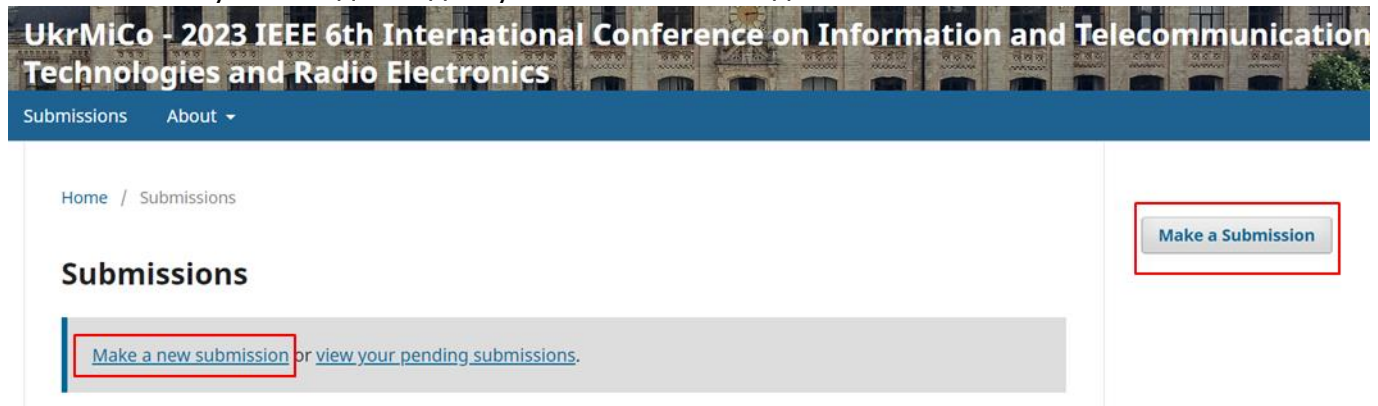 UkrMiCo - 2023 IEEE 6th International Conference on Information and Telecommunication
Technologies and Radio Electronics
Submissions About
Home / Submissions
Make a Submission
Submissions
Make a new submission or view your pending submissions.